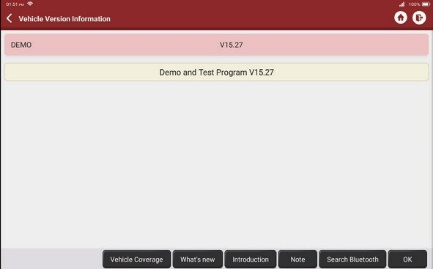 100%
Vehicle Version Information
DEMO V15.27
Demo and Test Program V15.27
Vehicle Coverage What's new Introduction Note Search Bluetooth OK